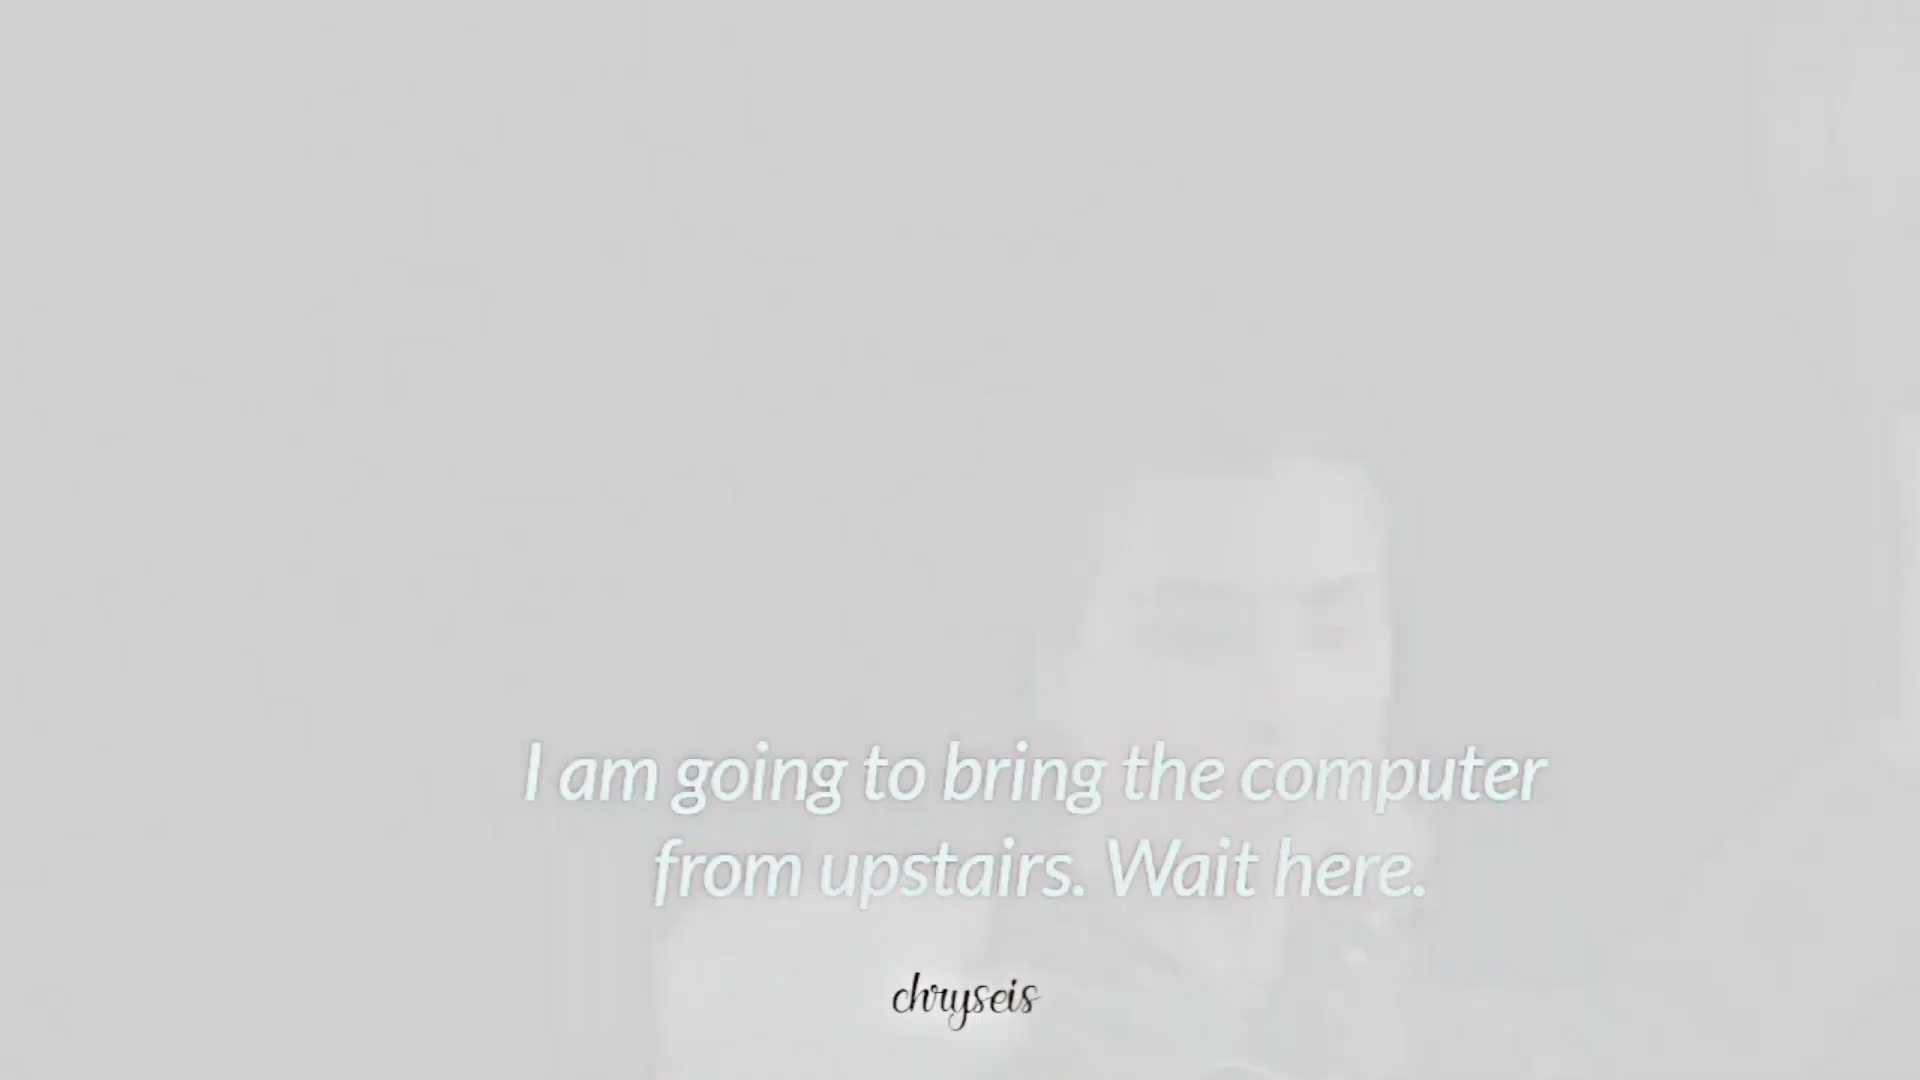 I am going to bring the computer
from upstairs. Wait here.
chryseis